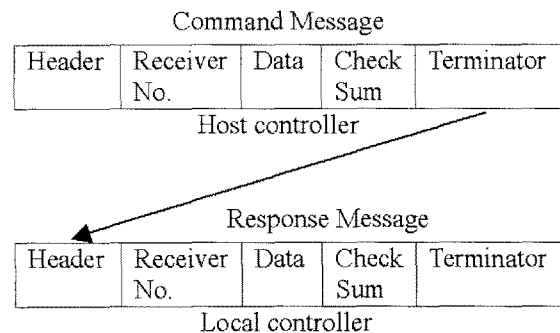 Command Message
Header Receiver No. Data Check Sum Terminator
Host controller
Response Message
Header Receiver No. Data Check Sum Terminator
Local controller